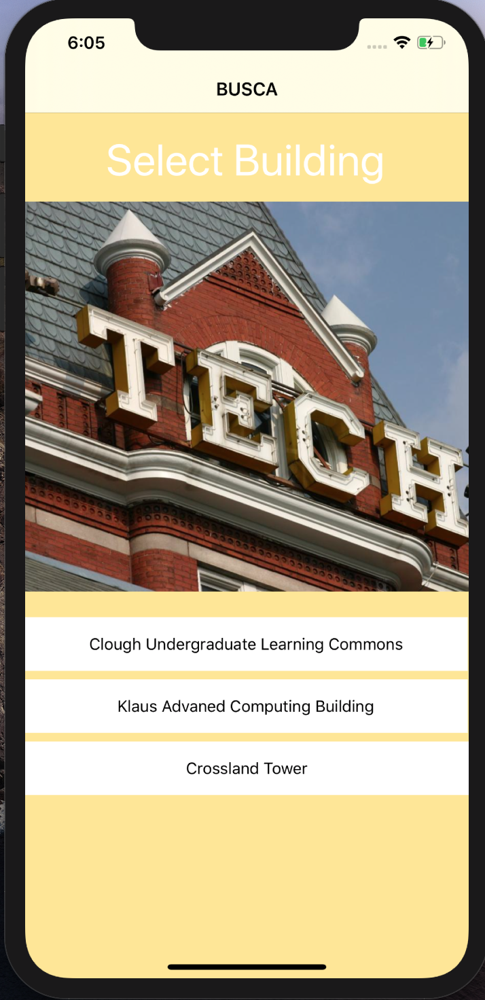 6:05
BUSCA
Select Building
TECH
Clough Undergraduate Learning Commons
Klaus Advaned Computing Building
Crossland Tower